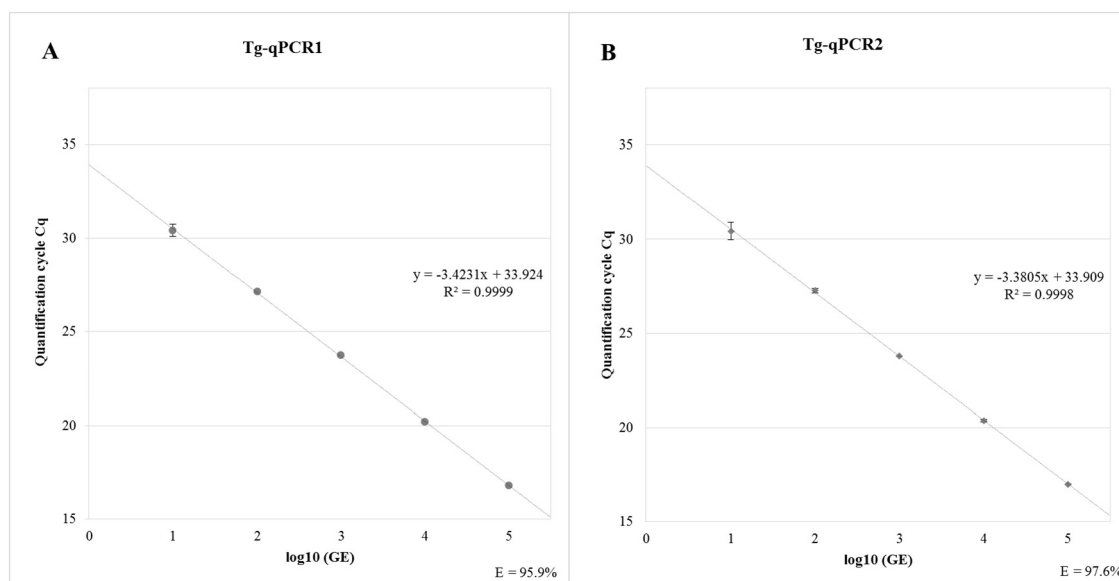 A
Tg-qPCR1
35
30
25
20
15
0 1 2 3 4 5
Quantification cycle Cq
y = -3.4231x + 33.924
R² = 0.9999
log10 (GE)
E = 95.9%
B
Tg-qPCR2
35
30
25
20
15
0 1 2 3 4 5
Quantification cycle Cq
y = -3.3805x + 33.909
R² = 0.9998
log10 (GE)
E = 97.6%